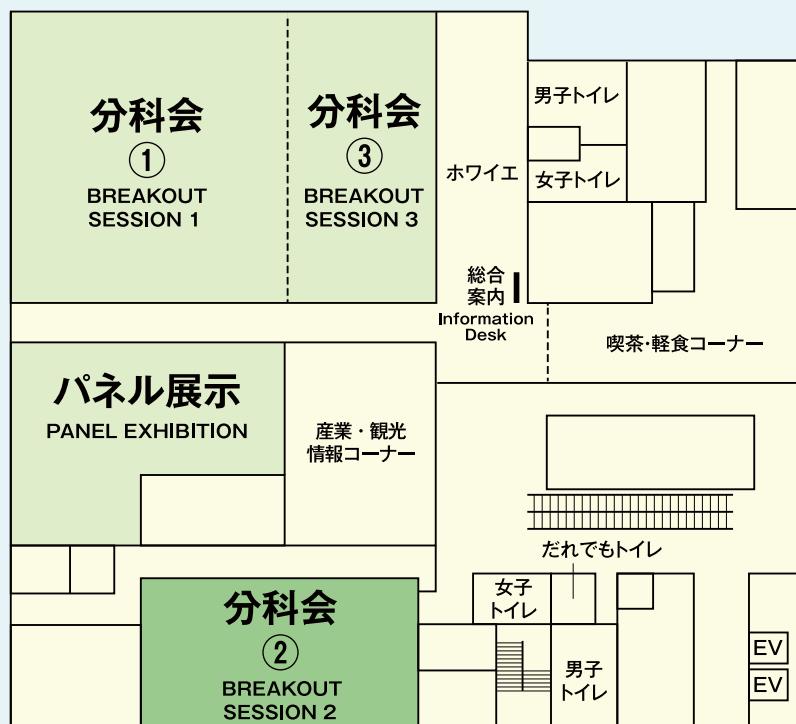 分科会
①
BREAKOUT
SESSION 1
分科会
③
BREAKOUT
SESSION 3
ホワイエ
男子トイレ
女子トイレ
総合
案内
Information
Desk
喫茶・軽食コーナー
パネル展示
PANEL EXHIBITION
産業・観光
情報コーナー
だれでもトイレ
女子
トイレ
分科会
②
BREAKOUT
SESSION 2
男子
トイレ
EV
EV